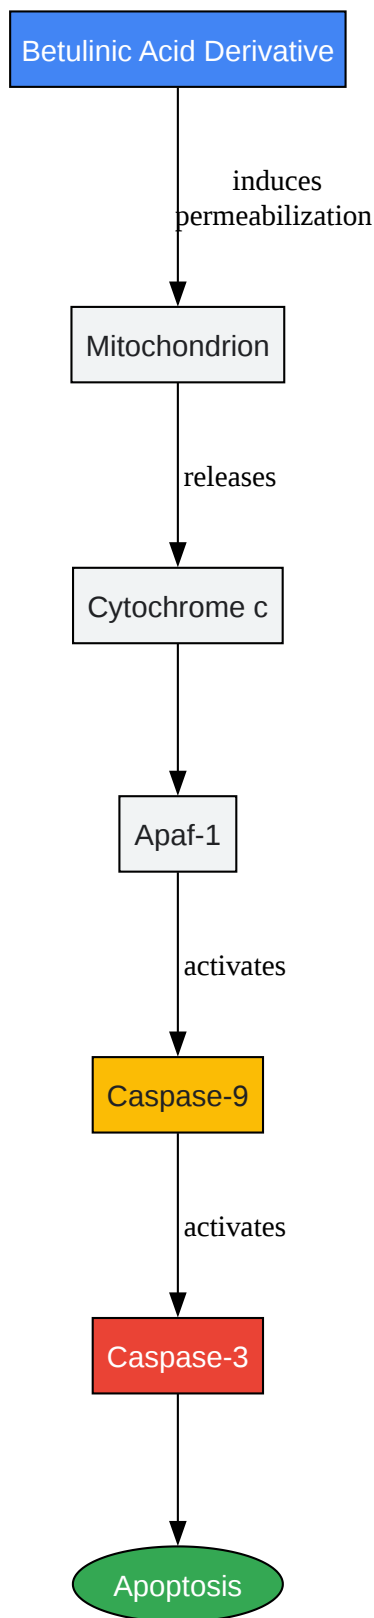 Betulinic Acid Derivative
induces
permeabilization
Mitochondrion
releases
Cytochrome c
Apaf-1
activates
Caspase-9
activates
Caspase-3
Apoptosis